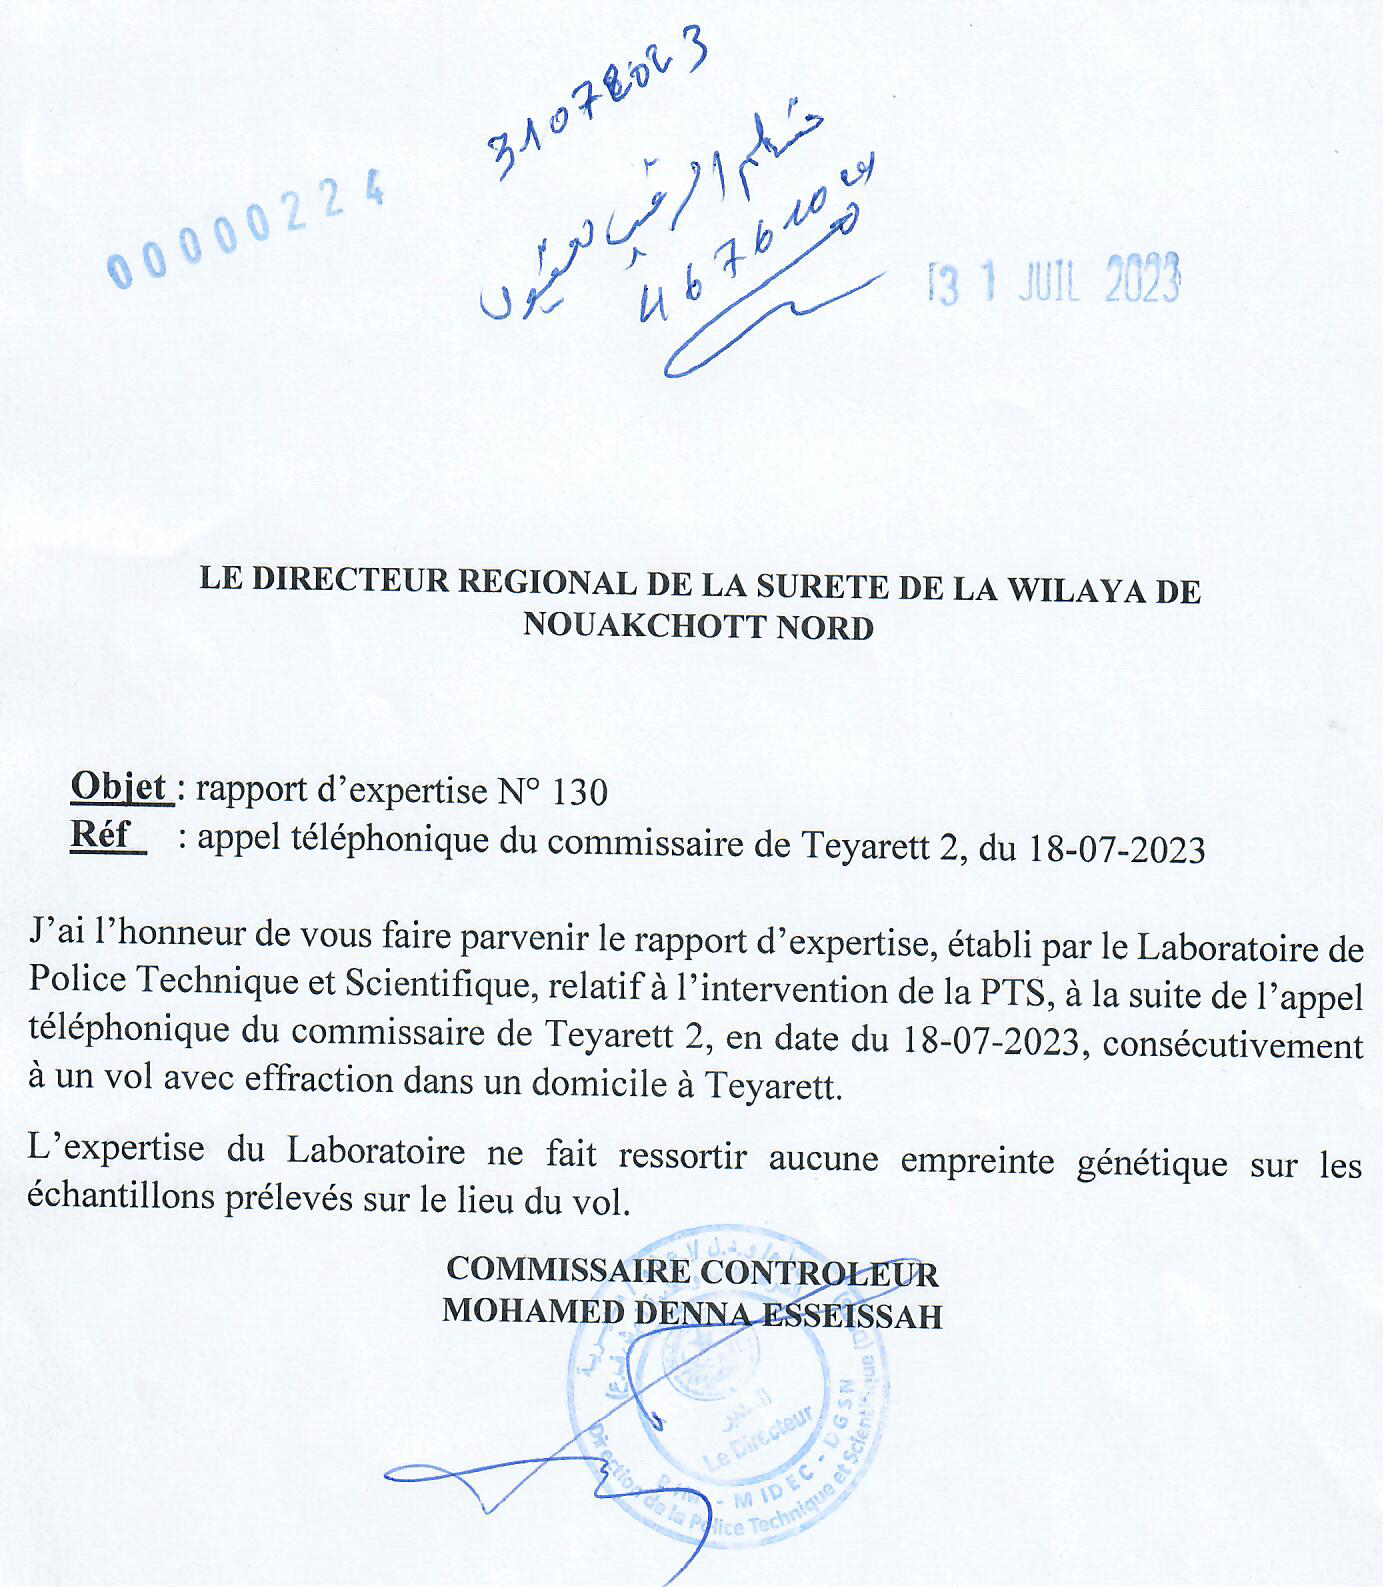 31072023
00000224
31 JUIL 2023
LE DIRECTEUR REGIONAL DE LA SURETE DE LA WILAYA DE
NOUAKCHOTT NORD
Objet : rapport d’expertise N° 130
Réf : appel téléphonique du commissaire de Teyarett 2, du 18-07-2023
J’ai l’honneur de vous faire parvenir le rapport d’expertise, établi par le Laboratoire de
Police Technique et Scientifique, relatif à l’intervention de la PTS, à la suite de l’appel
téléphonique du commissaire de Teyarett 2, en date du 18-07-2023, consécutivement
à un vol avec effraction dans un domicile à Teyarett.
L’expertise du Laboratoire ne fait ressortir aucune empreinte génétique sur les
échantillons prélevés sur le lieu du vol.
COMMISSAIRE CONTROLEUR
MOHAMED DENNA ESSEISSAH
المدير
Le Directeur
MIDEC - DGSN
Direction de la Police Technique et Scientifique